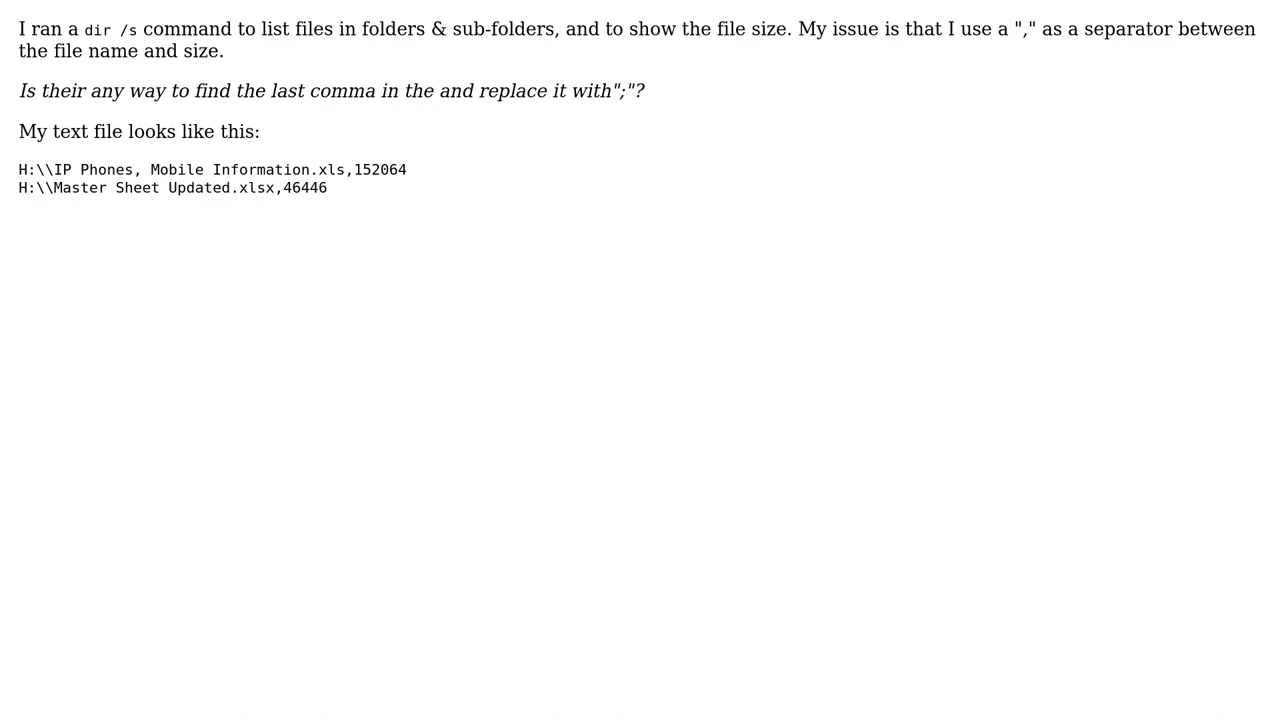 I ran a dir /s command to list files in folders & sub-folders, and to show the file size. My issue is that I use a "," as a separator between
the file name and size.
Is their any way to find the last comma in the and replace it with";"?
My text file looks like this:
H:\\IP Phones, Mobile Information.xls,152064
H:\\Master Sheet Updated.xlsx,46446